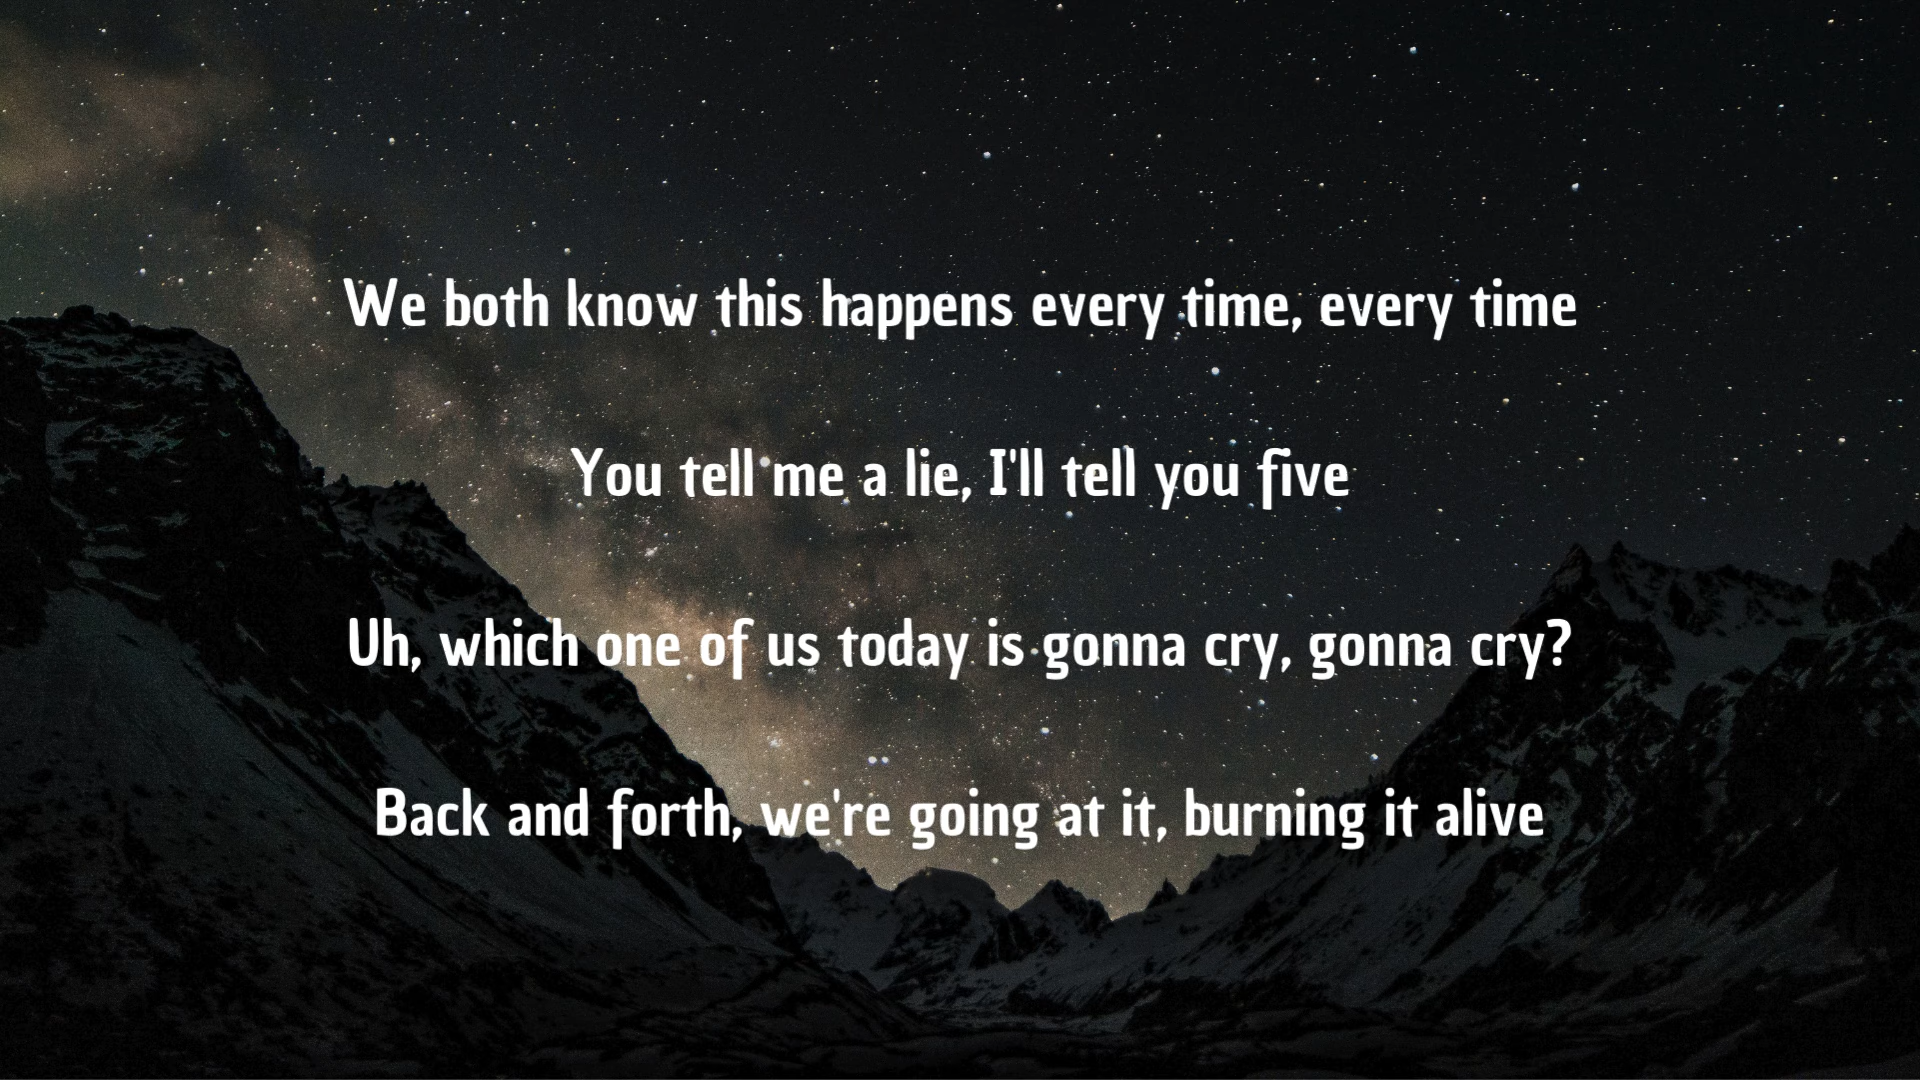 We both know this happens every time, every time
You tell me a lie, I'll tell you five
Uh, which one of us today is gonna cry, gonna cry?
Back and forth, we're going at it, burning it alive